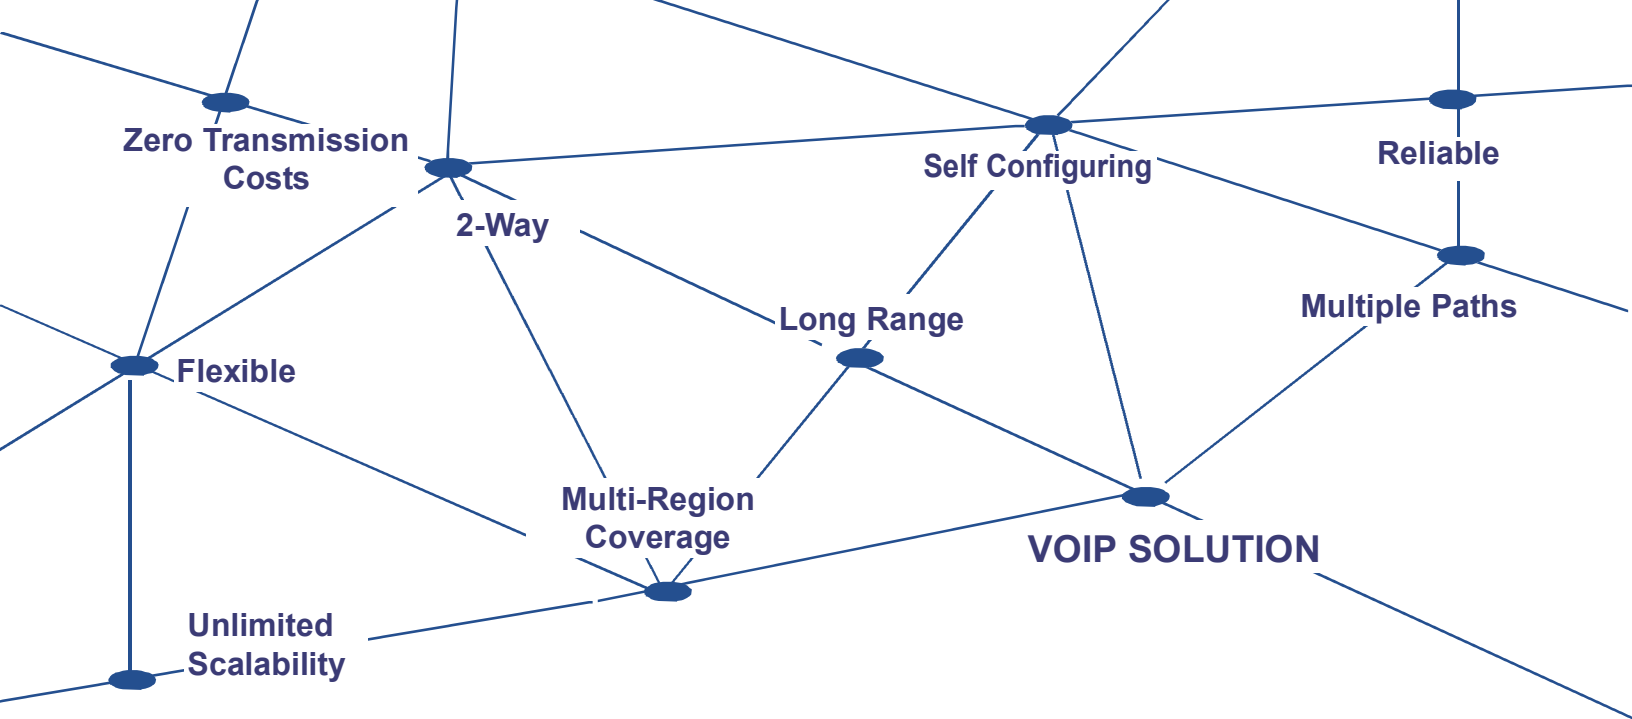 Zero Transmission
Costs
2-Way
Self Configuring
Reliable
Long Range
Multiple Paths
Flexible
Multi-Region
Coverage
VOIP SOLUTION
Unlimited
Scalability